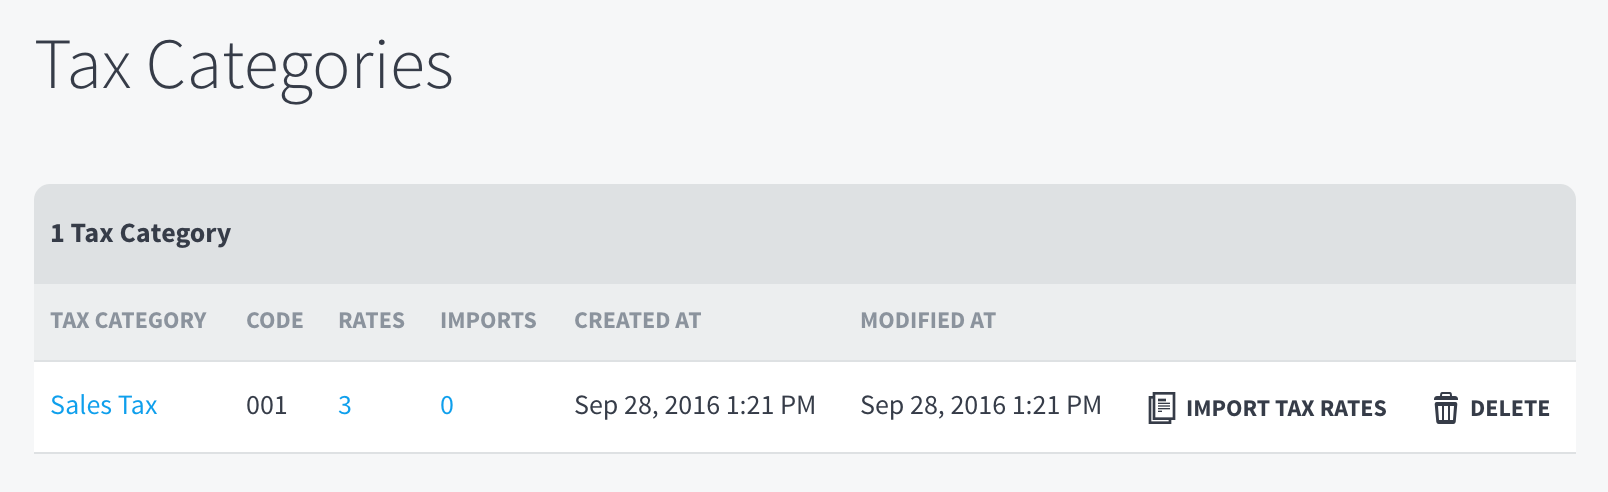 Tax Categories
1 Tax Category
TAX CATEGORY CODE RATES IMPORTS CREATED AT MODIFIED AT
Sales Tax 001 3 0 Sep 28, 2016 1:21 PM Sep 28, 2016 1:21 PM IMPORT TAX RATES DELETE